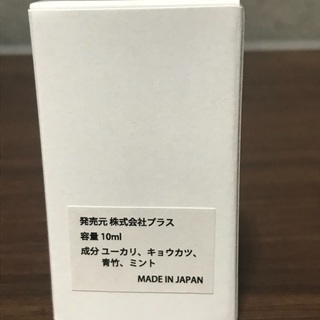 発売元 株式会社プラス
容量 10ml
成分 ユーカリ、キョウカツ、
青竹、ミント
MADE IN JAPAN